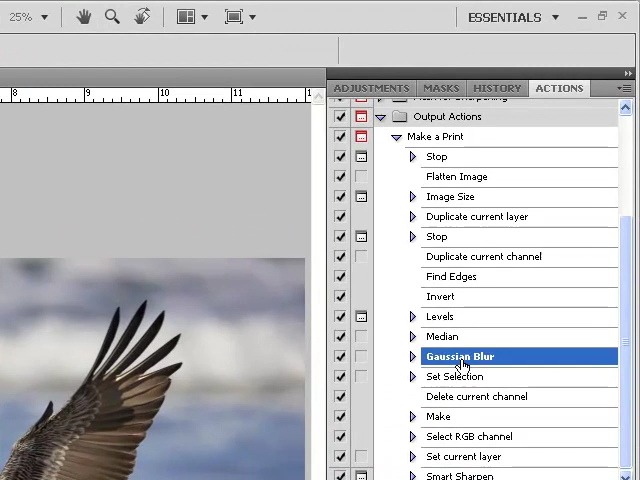 25%
ESSENTIALS
8 9 10 11 1
ADJUSTMENTS MASKS HISTORY ACTIONS
Output Actions
Make a Print
Stop
Flatten Image
Image Size
Duplicate current layer
Stop
Duplicate current channel
Find Edges
Invert
Levels
Median
Gaussian Blur
Set Selection
Delete current channel
Make
Select RGB channel
Set current layer
Smart Sharpen